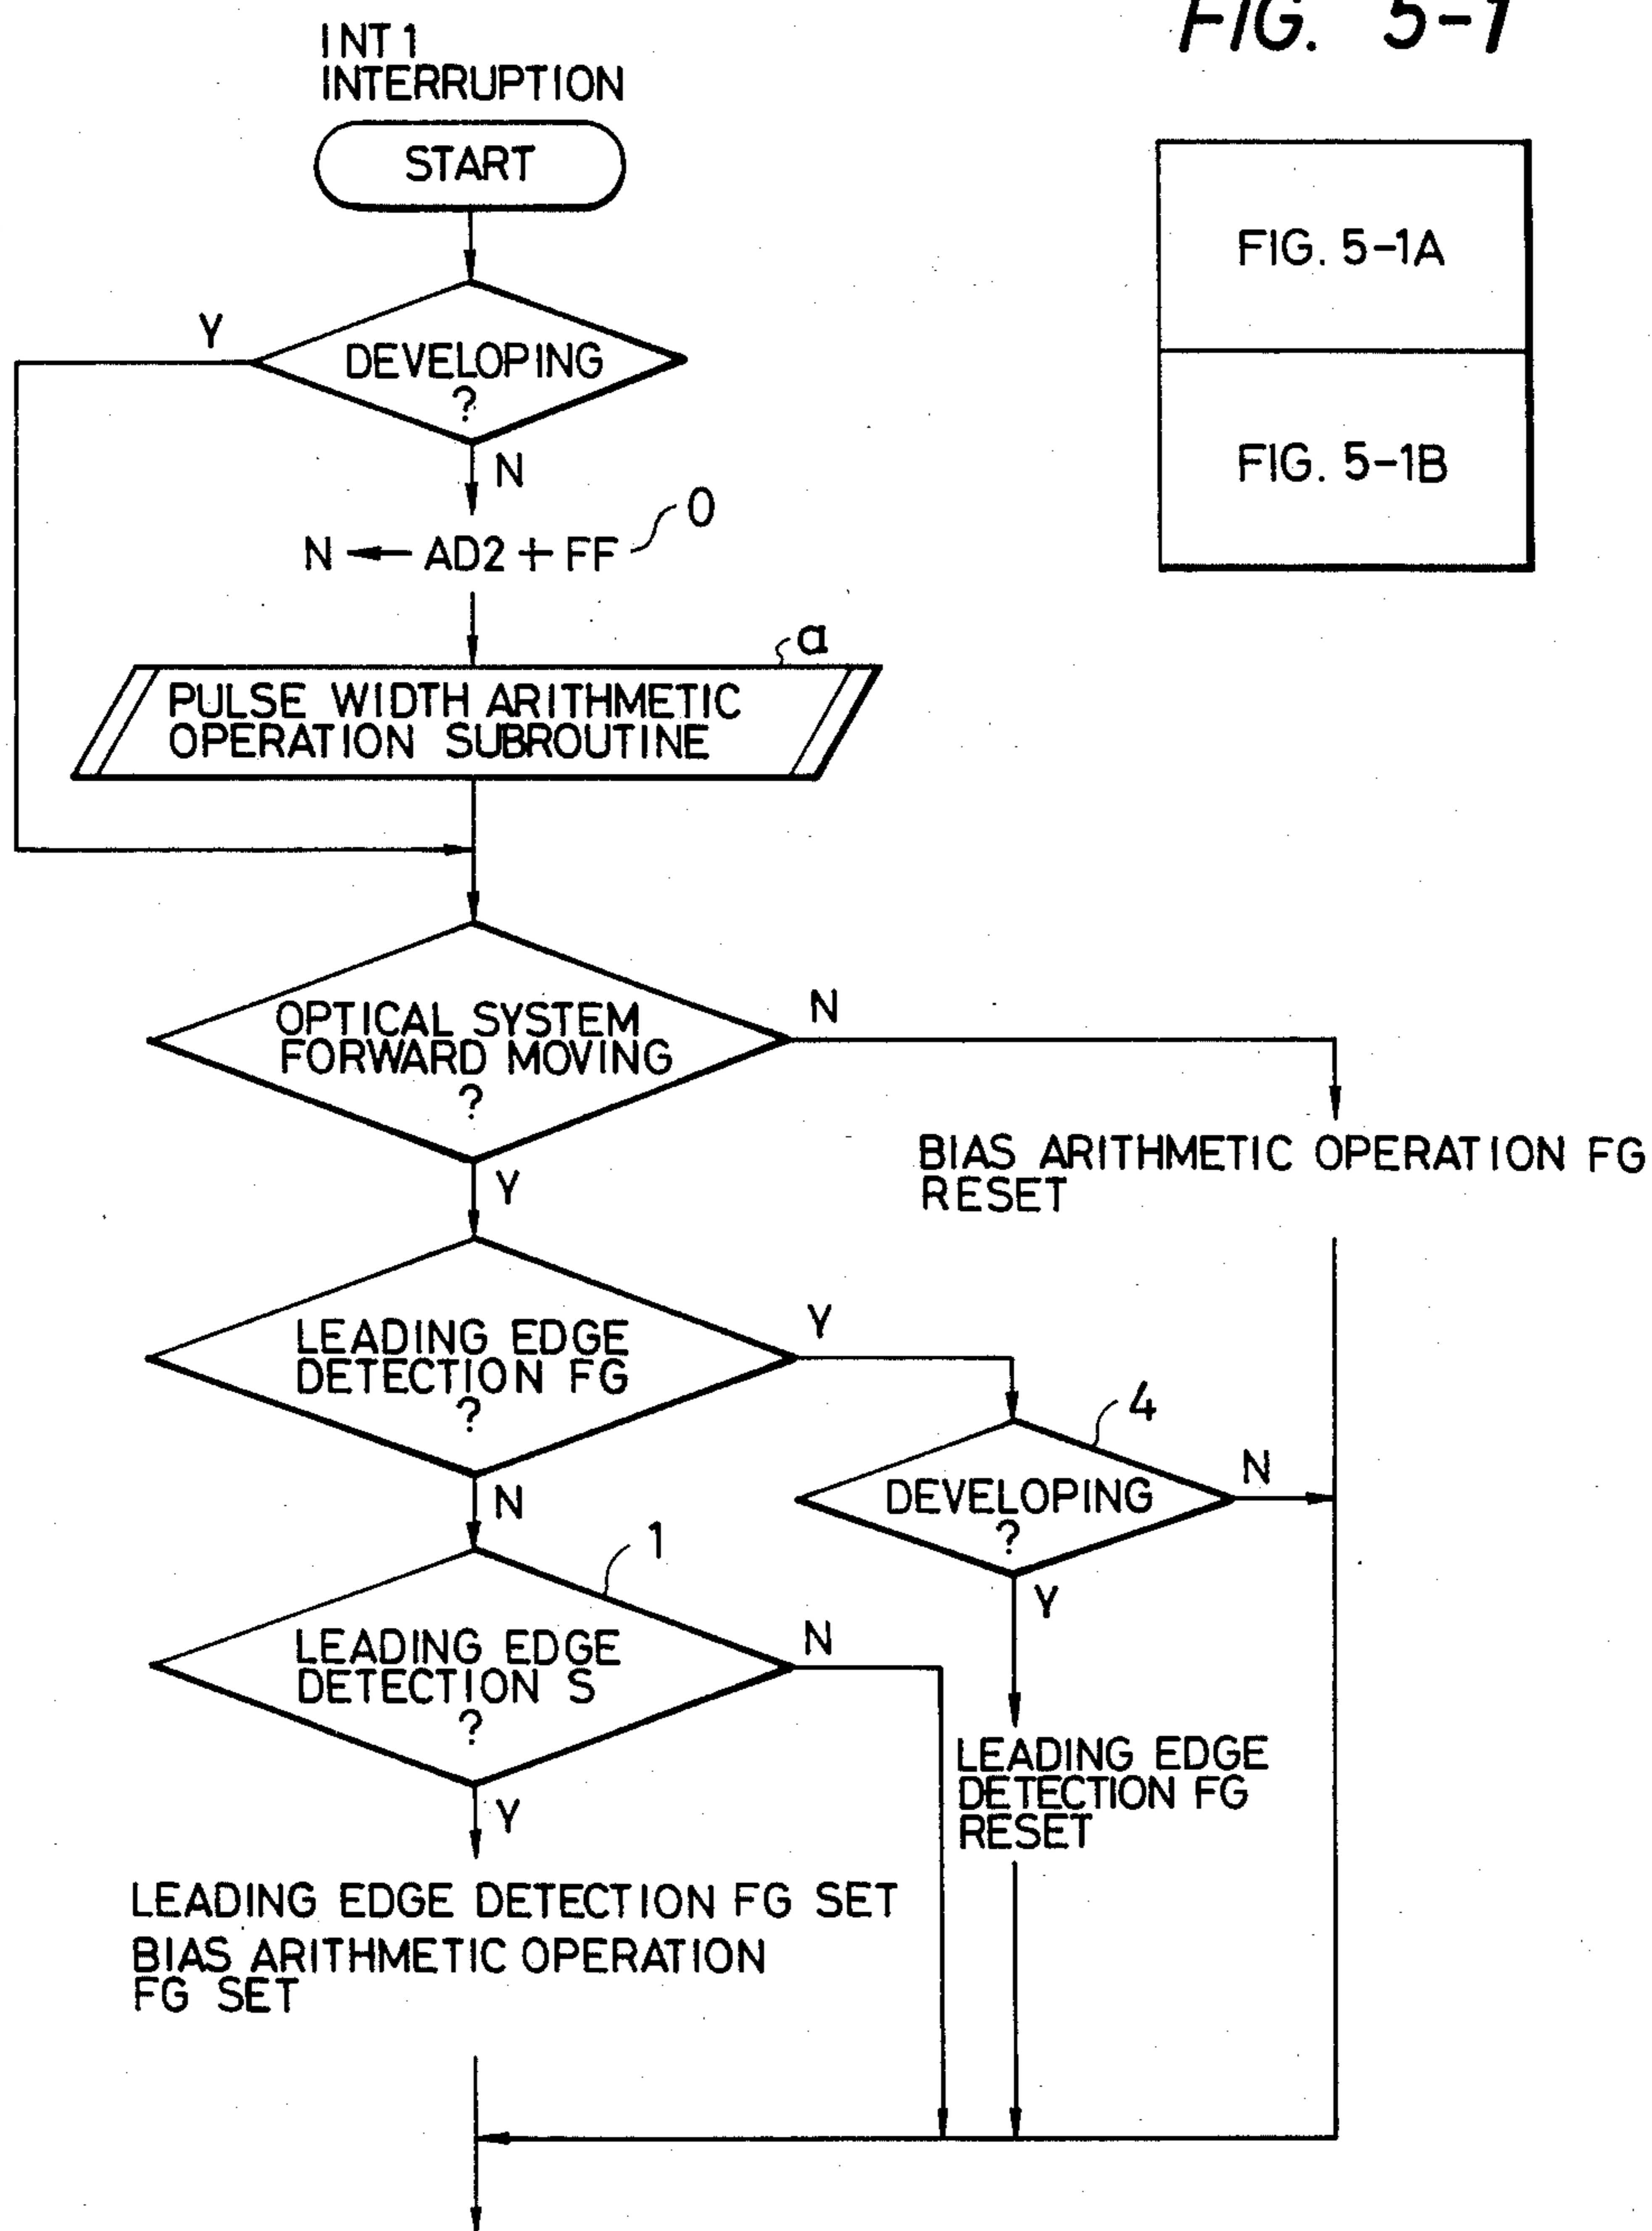 FIG. 5-1
INT 1
INTERRUPTION
START
FIG. 5-1A
FIG. 5-1B
Y
DEVELOPING
?
N
N ← AD2 + FF
0
a
PULSE WIDTH ARITHMETIC
OPERATION SUBROUTINE
OPTICAL SYSTEM
FORWARD MOVING
?
N
Y
BIAS ARITHMETIC OPERATION FG
RESET
LEADING EDGE
DETECTION FG
?
Y
N
4
DEVELOPING
?
N
Y
1
LEADING EDGE
DETECTION S
?
N
Y
LEADING EDGE
DETECTION FG
RESET
LEADING EDGE DETECTION FG SET
BIAS ARITHMETIC OPERATION
FG SET